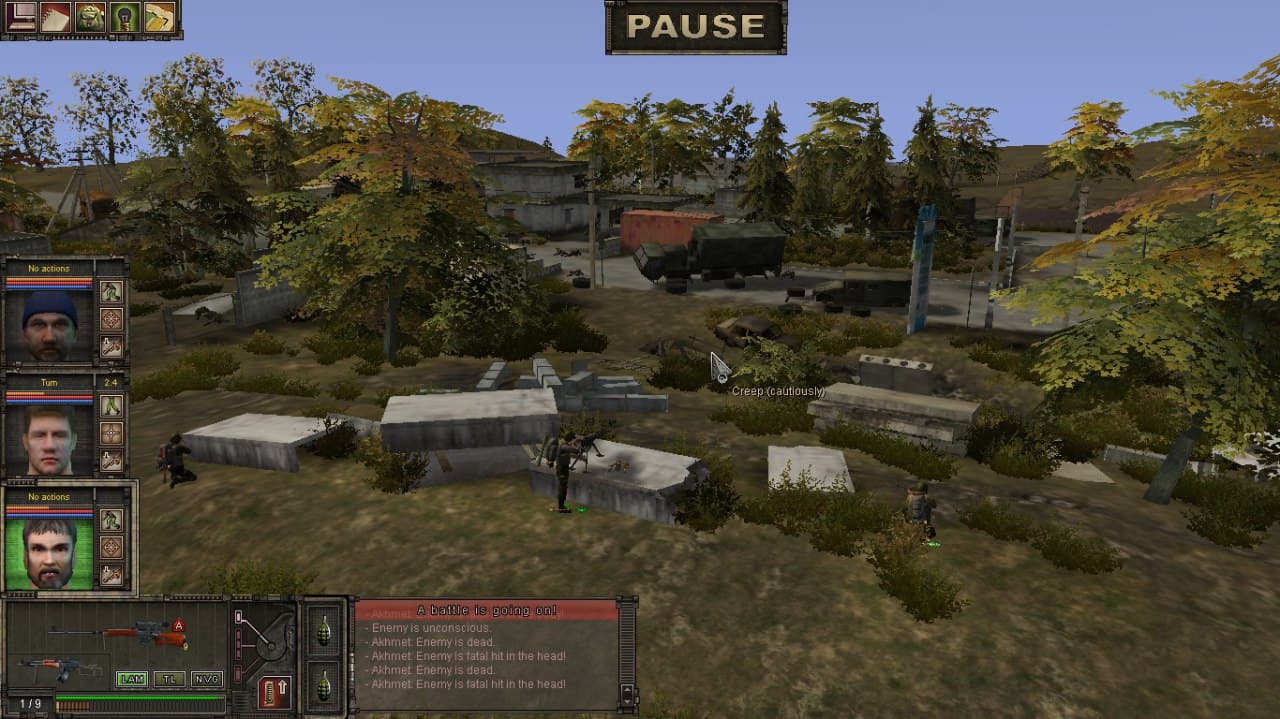 PAUSE
No actions
Turn
2.4
No actions
Creep (cautiously)
A battle is going on!
- Enemy is unconscious.
- Akhmet: Enemy is dead.
- Akhmet: Enemy is fatal hit in the head!
- Akhmet: Enemy is dead.
- Akhmet: Enemy is fatal hit in the head!
A
LAM
TL
NVG
1 / 9